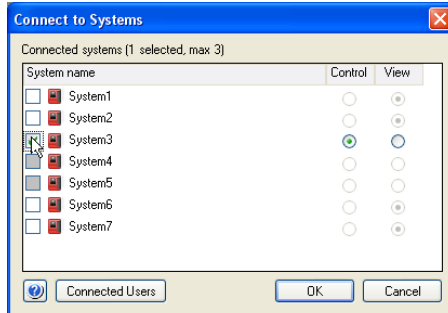 Connect to Systems
Connected systems (1 selected, max 3)
System name Control View
System1
System2
System3
System4
System5
System6
System7
? Connected Users OK Cancel